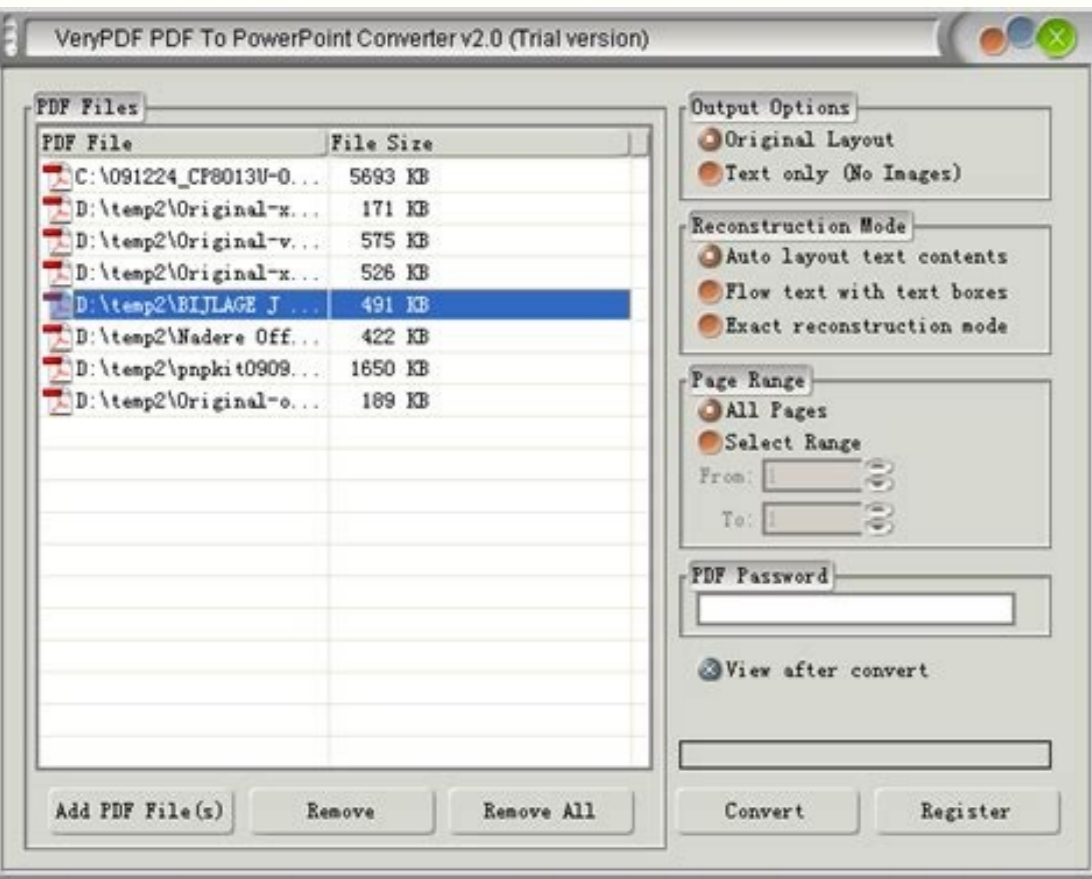 VeryPDF PDF To PowerPoint Converter v2.0 (Trial version)
PDF Files
PDF File File Size
C:\091224_CP8013U-0... 5693 KB
D:\temp2\Original-x... 171 KB
D:\temp2\Original-v... 575 KB
D:\temp2\Original-x... 526 KB
D:\temp2\BIJLAGE J ... 491 KB
D:\temp2\Nadere Off... 422 KB
D:\temp2\pnpkit0909... 1650 KB
D:\temp2\Original-o... 189 KB
Add PDF File(s) Remove Remove All
Output Options
Original Layout
Text only (No Images)
Reconstruction Mode
Auto layout text contents
Flow text with text boxes
Exact reconstruction mode
Page Range
All Pages
Select Range
From: 1
To: 1
PDF Password
View after convert
Convert Register